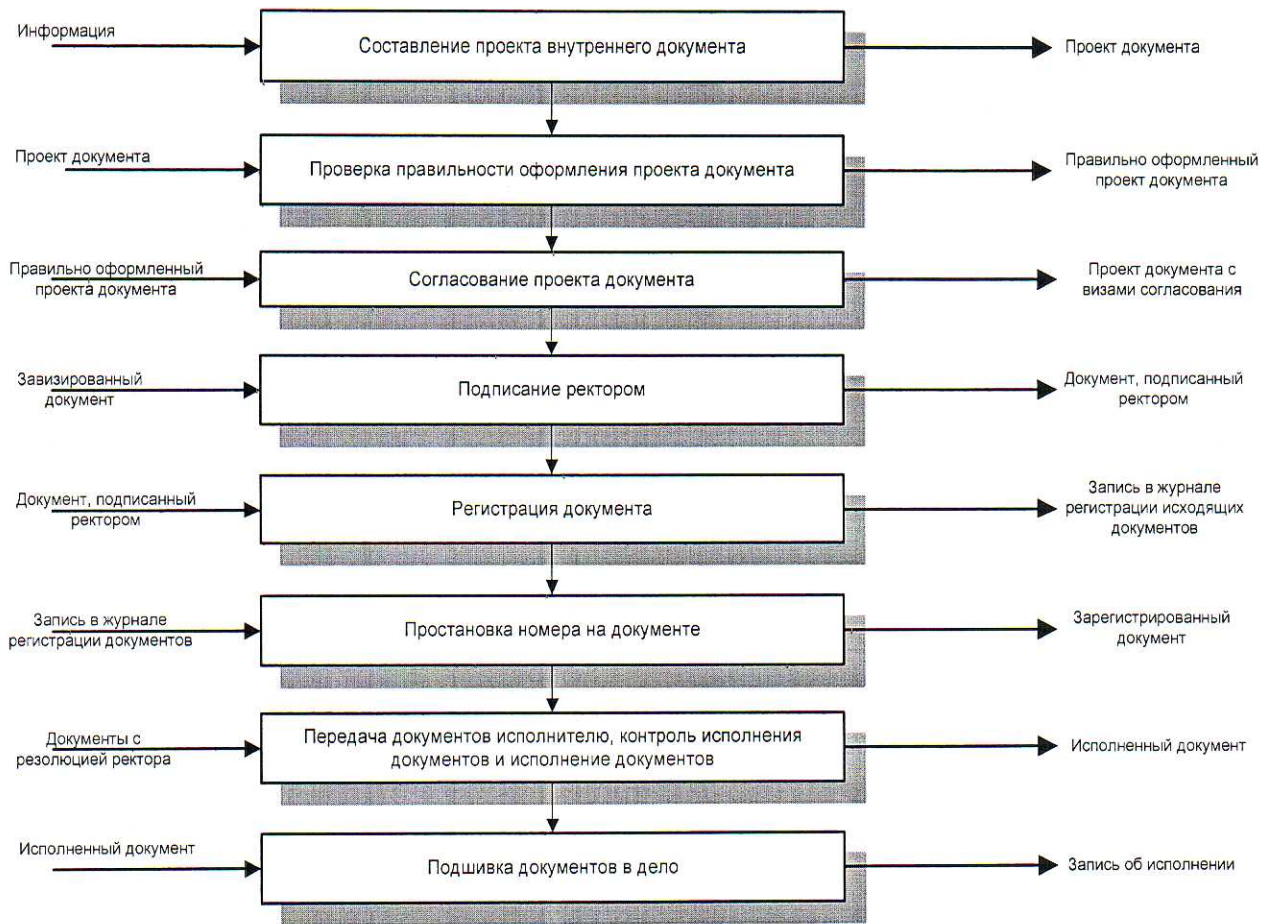 Информация
Составление проекта внутреннего документа
Проект документа
Проект документа
Проверка правильности оформления проекта документа
Правильно оформленный
проект документа
Правильно оформленный
проекта документа
Согласование проекта документа
Проект документа с
визами согласования
Завизированный
документ
Подписание ректором
Документ, подписанный
ректором
Документ, подписанный
ректором
Регистрация документа
Запись в журнале
регистрации исходящих
документов
Запись в журнале
регистрации документов
Простановка номера на документе
Зарегистрированный
документ
Документы с
резолюцией ректора
Передача документов исполнителю, контроль исполнения
документов и исполнение документов
Исполненный документ
Исполненный документ
Подшивка документов в дело
Запись об исполнении